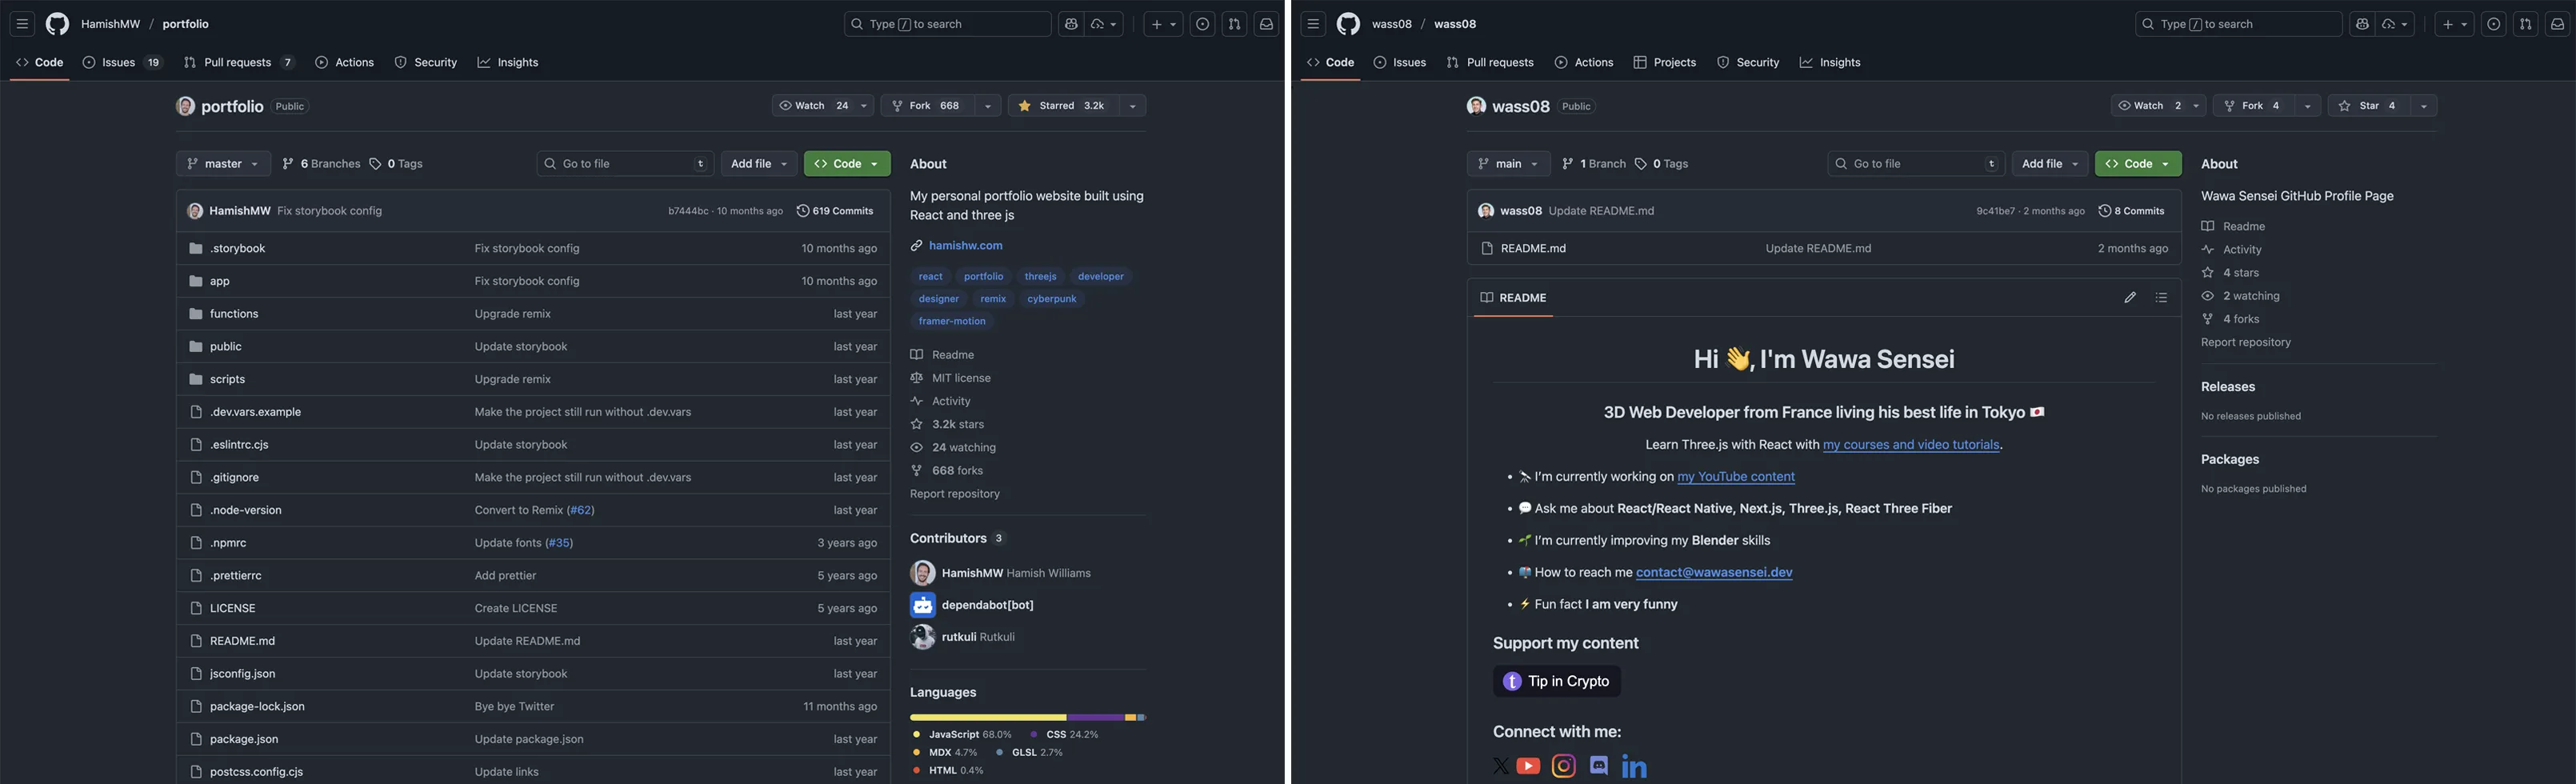 HamishMW / portfolio
Type / to search
Code Issues 19 Pull requests 7 Actions Security Insights
portfolio Public
Watch 24 Fork 668 Starred 3.2k
master 6 Branches 0 Tags
Go to file t Add file Code
HamishMW Fix storybook config b7444bc · 10 months ago 619 Commits
.storybook Fix storybook config 10 months ago
app Fix storybook config 10 months ago
functions Upgrade remix last year
public Update storybook last year
scripts Upgrade remix last year
.dev.vars.example Make the project still run without .dev.vars last year
.eslintrc.cjs Update storybook last year
.gitignore Make the project still run without .dev.vars last year
.node-version Convert to Remix (#62) last year
.npmrc Update fonts (#35) 3 years ago
.prettierrc Add prettier 5 years ago
LICENSE Create LICENSE 5 years ago
README.md Update README.md last year
jsconfig.json Update storybook last year
package-lock.json Bye bye Twitter 11 months ago
package.json Update package.json last year
postcss.config.cjs Update links last year
About
My personal portfolio website built using
React and three js
hamishw.com
react portfolio threejs developer
designer remix cyberpunk
framer-motion
Readme
MIT license
Activity
3.2k stars
24 watching
668 forks
Report repository
Contributors 3
HamishMW Hamish Williams
dependabot[bot]
rutkuli Rutkuli
Languages
JavaScript 68.0% CSS 24.2%
MDX 4.7% GLSL 2.7%
HTML 0.4%
wass08 / wass08
Type / to search
Code Issues Pull requests Actions Projects Security Insights
wass08 Public
Watch 2 Fork 4 Star 4
main 1 Branch 0 Tags
Go to file t Add file Code
wass08 Update README.md 9c41be7 · 2 months ago 8 Commits
README.md Update README.md 2 months ago
README
Hi 👋, I'm Wawa Sensei
3D Web Developer from France living his best life in Tokyo 🇯🇵
Learn Three.js with React with my courses and video tutorials.
• 🔭 I'm currently working on my YouTube content
• 💬 Ask me about React/React Native, Next.js, Three.js, React Three Fiber
• 🌱 I'm currently improving my Blender skills
• 📫 How to reach me contact@wawasensei.dev
• ⚡ Fun fact I am very funny
Support my content
t Tip in Crypto
Connect with me:
in
About
Wawa Sensei GitHub Profile Page
Readme
Activity
4 stars
2 watching
4 forks
Report repository
Releases
No releases published
Packages
No packages published